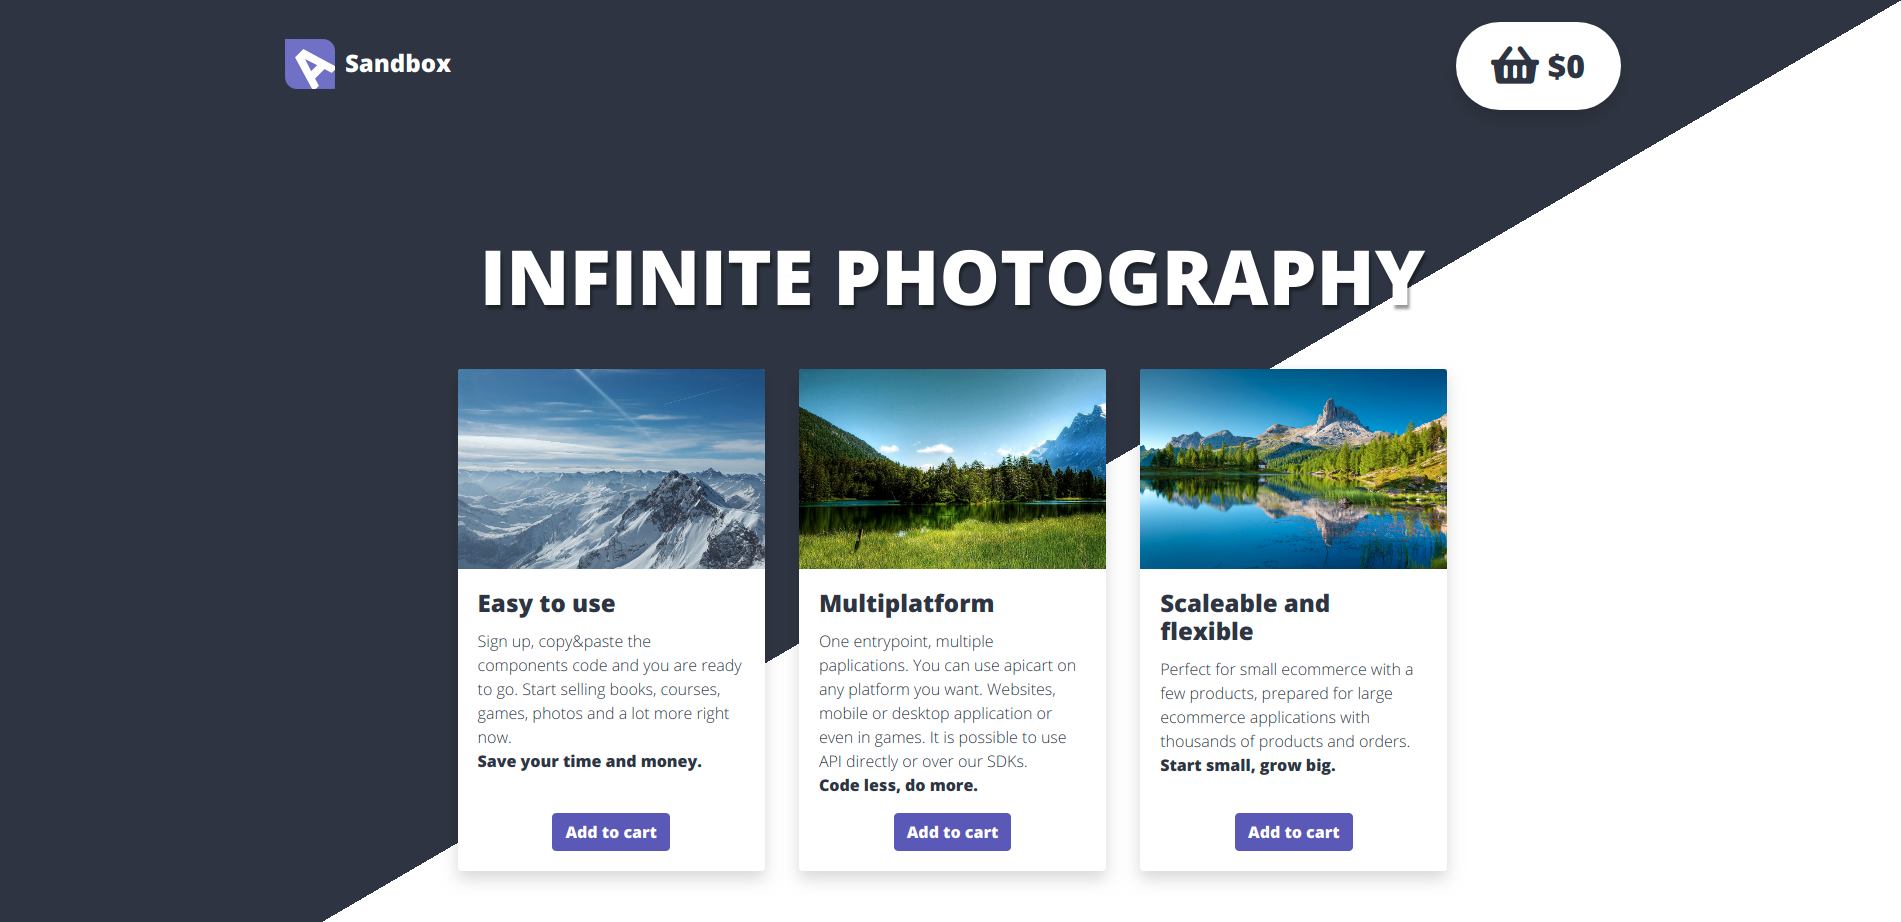 Sandbox
$0
INFINITE PHOTOGRAPHY
Easy to use
Sign up, copy&paste the
components code and you are ready
to go. Start selling books, courses,
games, photos and a lot more right
now.
Save your time and money.
Add to cart
Multiplatform
One entrypoint, multiple
paplications. You can use apicart on
any platform you want. Websites,
mobile or desktop application or
even in games. It is possible to use
API directly or over our SDKs.
Code less, do more.
Add to cart
Scaleable and
flexible
Perfect for small ecommerce with a
few products, prepared for large
ecommerce applications with
thousands of products and orders.
Start small, grow big.
Add to cart